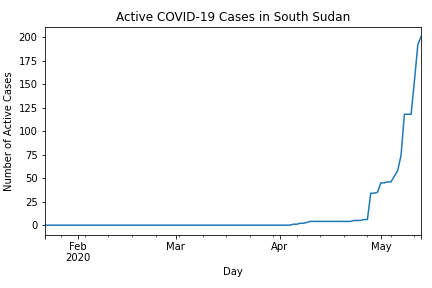 Active COVID-19 Cases in South Sudan
Number of Active Cases
200
175
150
125
100
75
50
25
0
Feb
2020
Mar
Apr
May
Day